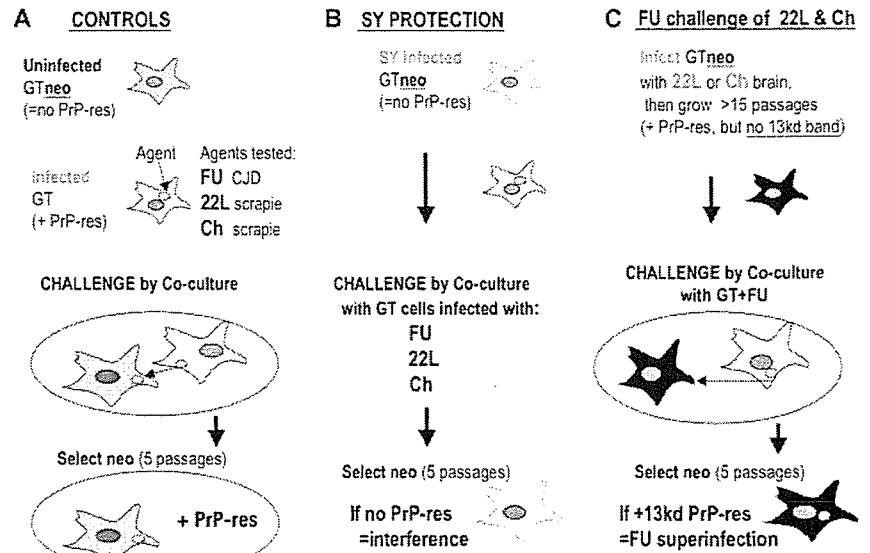 A CONTROLS
Uninfected
GTneo
(=no PrP-res)
Agent
Infected
GT
(+ PrP-res)
Agents tested:
FU CJD
22L scrapie
Ch scrapie
CHALLENGE by Co-culture
Select neo (5 passages)
+ PrP-res
B SY PROTECTION
SY infected
GTneo
(=no PrP-res)
CHALLENGE by Co-culture
with GT cells infected with:
FU
22L
Ch
Select neo (5 passages)
If no PrP-res
=interference
C FU challenge of 22L & Ch
Infect GTneo
with 22L or Ch brain,
then grow >15 passages
(+ PrP-res, but no 13kd band)
CHALLENGE by Co-culture
with GT+FU
Select neo (5 passages)
If +13kd PrP-res
=FU superinfection